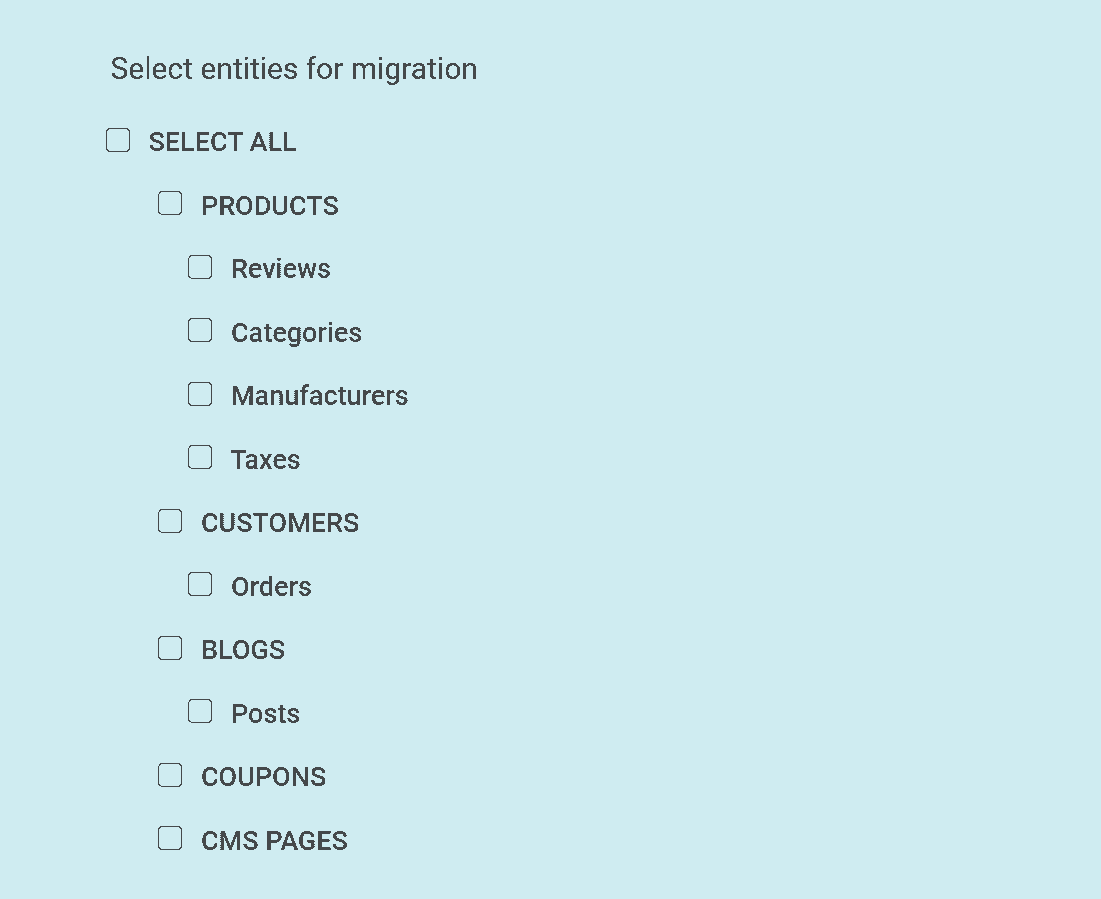 Select entities for migration
SELECT ALL
PRODUCTS
Reviews
Categories
Manufacturers
Taxes
CUSTOMERS
Orders
BLOGS
Posts
COUPONS
CMS PAGES